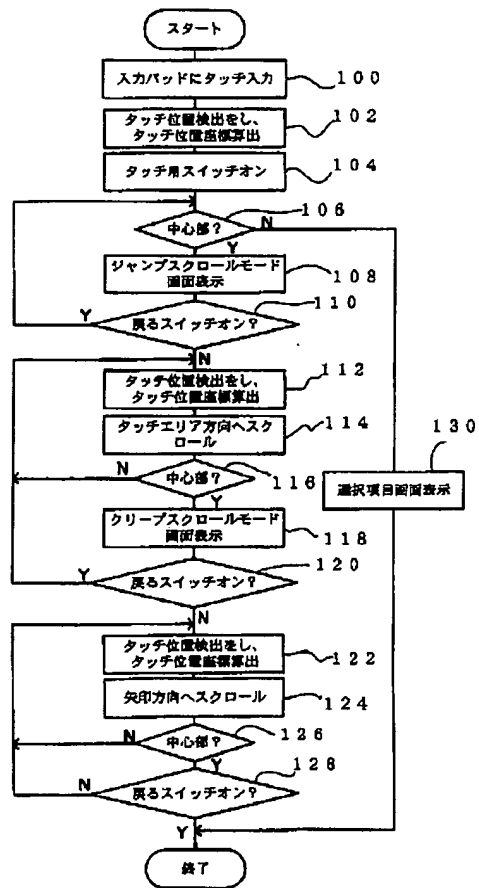 スタート
入力パッドにタッチ入力
100
タッチ位置検出をし、
タッチ位置座標算出
102
タッチ用スイッチオン
104
中心部?
106
N
Y
ジャンプスクロールモード
画面表示
108
戻るスイッチオン?
110
Y
N
タッチ位置検出をし、
タッチ位置座標算出
112
タッチエリア方向へスク
ロール
114
130
中心部?
116
N
Y
選択項目画面表示
クリープスクロールモード
画面表示
118
戻るスイッチオン?
120
Y
N
タッチ位置検出をし、
タッチ位置座標算出
122
矢印方向へスクロール
124
中心部?
126
N
Y
戻るスイッチオン?
128
N
Y
終了